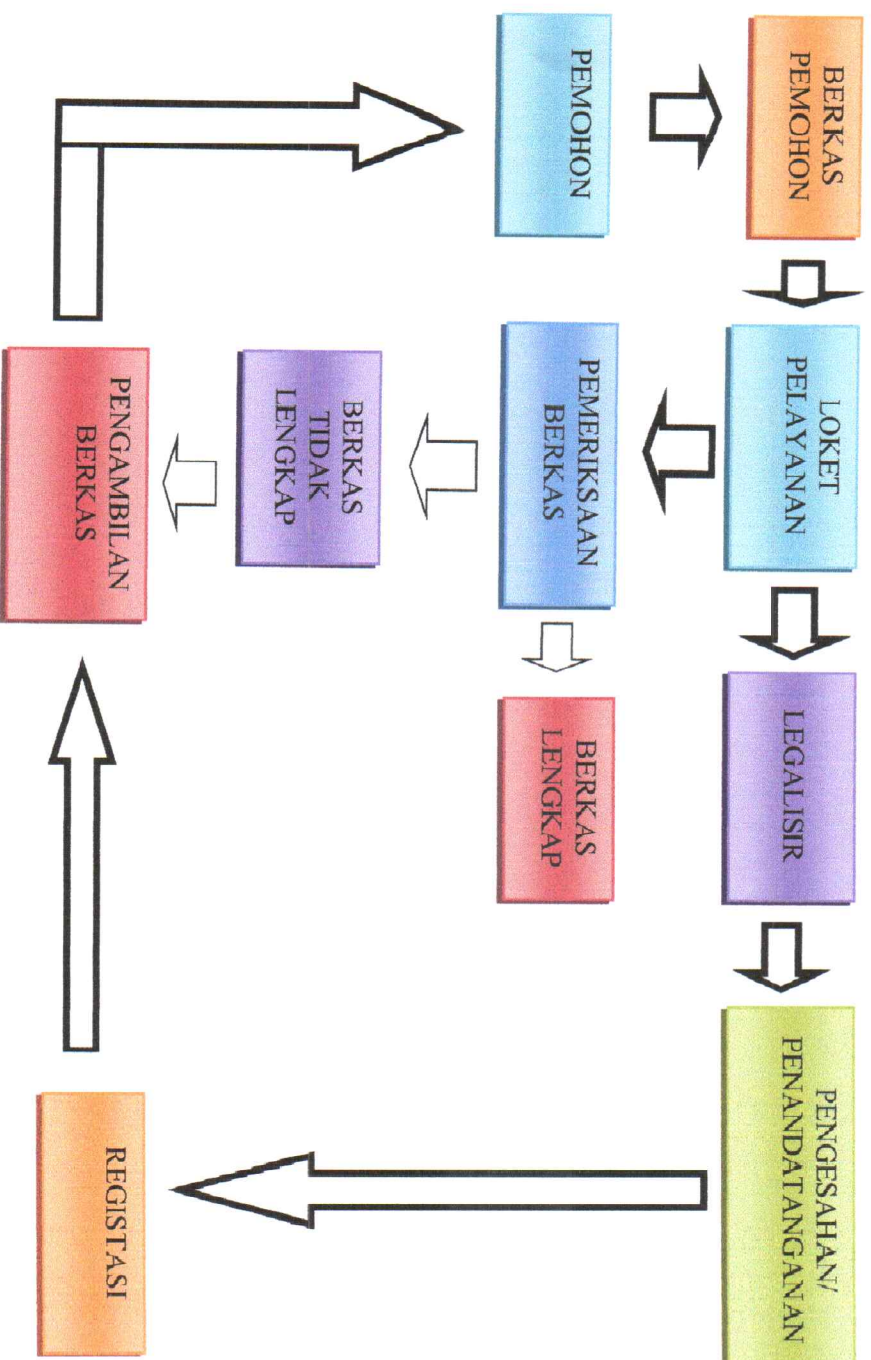 BERKAS
PEMOHON
LOKET
PELAYANAN
LEGALISIR
PENGESAHAN/
PENANDATANGANAN
PEMOHON
PEMERIKSAAN
BERKAS
BERKAS
LENGKAP
BERKAS
TIDAK
LENGKAP
PENGAMBILAN
BERKAS
REGISTASI